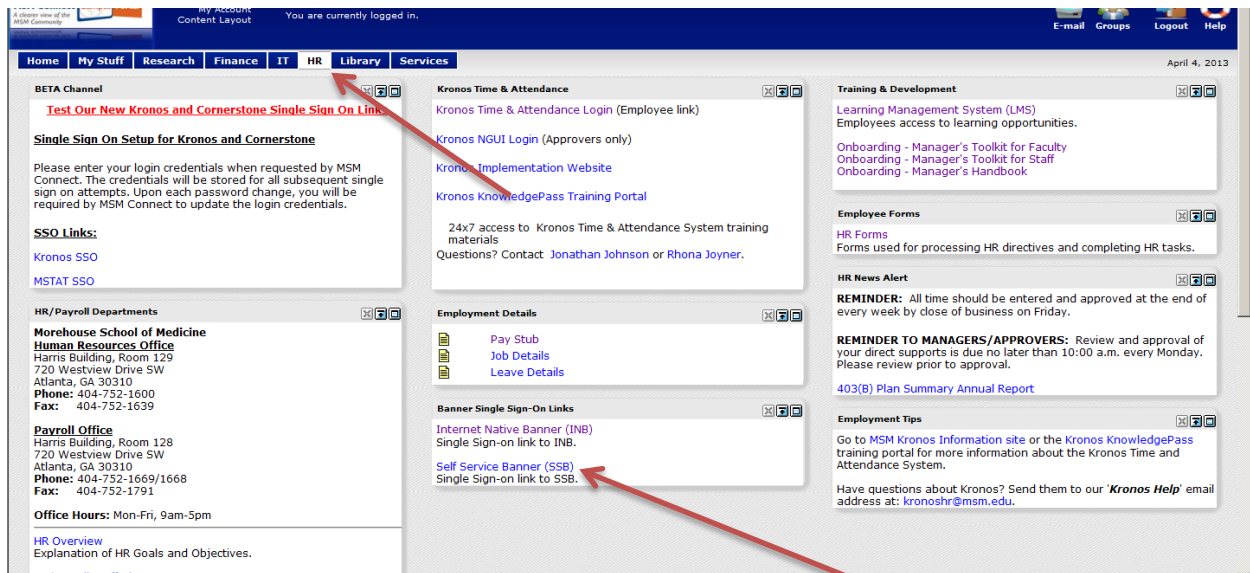 A clearer view of the
MSM Community
My Account
Content Layout
You are currently logged in.
E-mail Groups Logout Help
Home My Stuff Research Finance IT HR Library Services
April 4, 2013
BETA Channel
Test Our New Kronos and Cornerstone Single Sign On Link
Single Sign On Setup for Kronos and Cornerstone
Please enter your login credentials when requested by MSM
Connect. The credentials will be stored for all subsequent single
sign on attempts. Upon each password change, you will be
required by MSM Connect to update the login credentials.
SSO Links:
Kronos SSO
MSTAT SSO
HR/Payroll Departments
Morehouse School of Medicine
Human Resources Office
Harris Building, Room 129
720 Westview Drive SW
Atlanta, GA 30310
Phone: 404-752-1600
Fax: 404-752-1639
Payroll Office
Harris Building, Room 128
720 Westview Drive SW
Atlanta, GA 30310
Phone: 404-752-1669/1668
Fax: 404-752-1791
Office Hours: Mon-Fri, 9am-5pm
HR Overview
Explanation of HR Goals and Objectives.
Kronos Time & Attendance
Kronos Time & Attendance Login (Employee link)
Kronos NGUI Login (Approvers only)
Kronos Implementation Website
Kronos KnowledgePass Training Portal
24x7 access to Kronos Time & Attendance System training
materials
Questions? Contact Jonathan Johnson or Rhona Joyner.
Employment Details
Pay Stub
Job Details
Leave Details
Banner Single Sign-On Links
Internet Native Banner (INB)
Single Sign-on link to INB.
Self Service Banner (SSB)
Single Sign-on link to SSB.
Training & Development
Learning Management System (LMS)
Employees access to learning opportunities.
Onboarding - Manager's Toolkit for Faculty
Onboarding - Manager's Toolkit for Staff
Onboarding - Manager's Handbook
Employee Forms
HR Forms
Forms used for processing HR directives and completing HR tasks.
HR News Alert
REMINDER: All time should be entered and approved at the end of
every week by close of business on Friday.
REMINDER TO MANAGERS/APPROVERS: Review and approval of
your direct supports is due no later than 10:00 a.m. every Monday.
Please review prior to approval.
403(B) Plan Summary Annual Report
Employment Tips
Go to MSM Kronos Information site or the Kronos KnowledgePass
training portal for more information about the Kronos Time and
Attendance System.
Have questions about Kronos? Send them to our 'Kronos Help' email
address at: kronoshr@msm.edu.